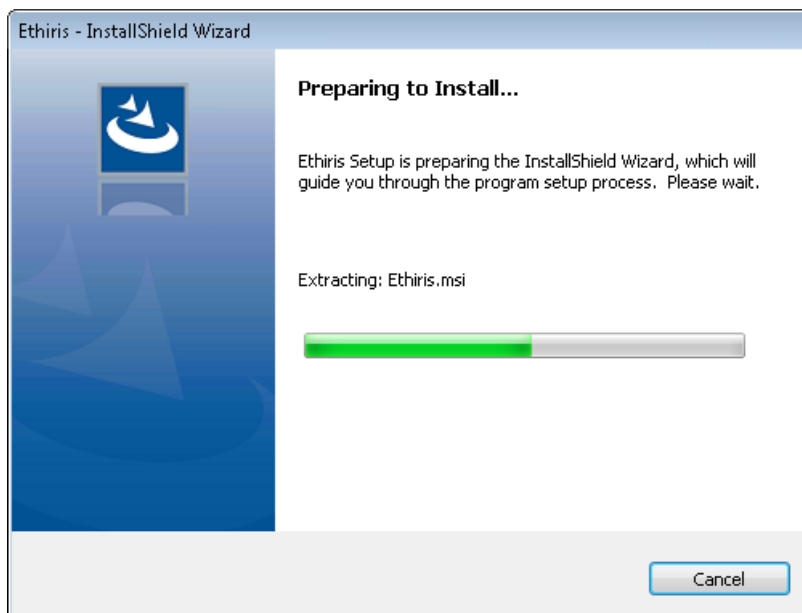 Ethiris - InstallShield Wizard
Preparing to Install...
Ethiris Setup is preparing the InstallShield Wizard, which will
guide you through the program setup process.  Please wait.
Extracting: Ethiris.msi
Cancel